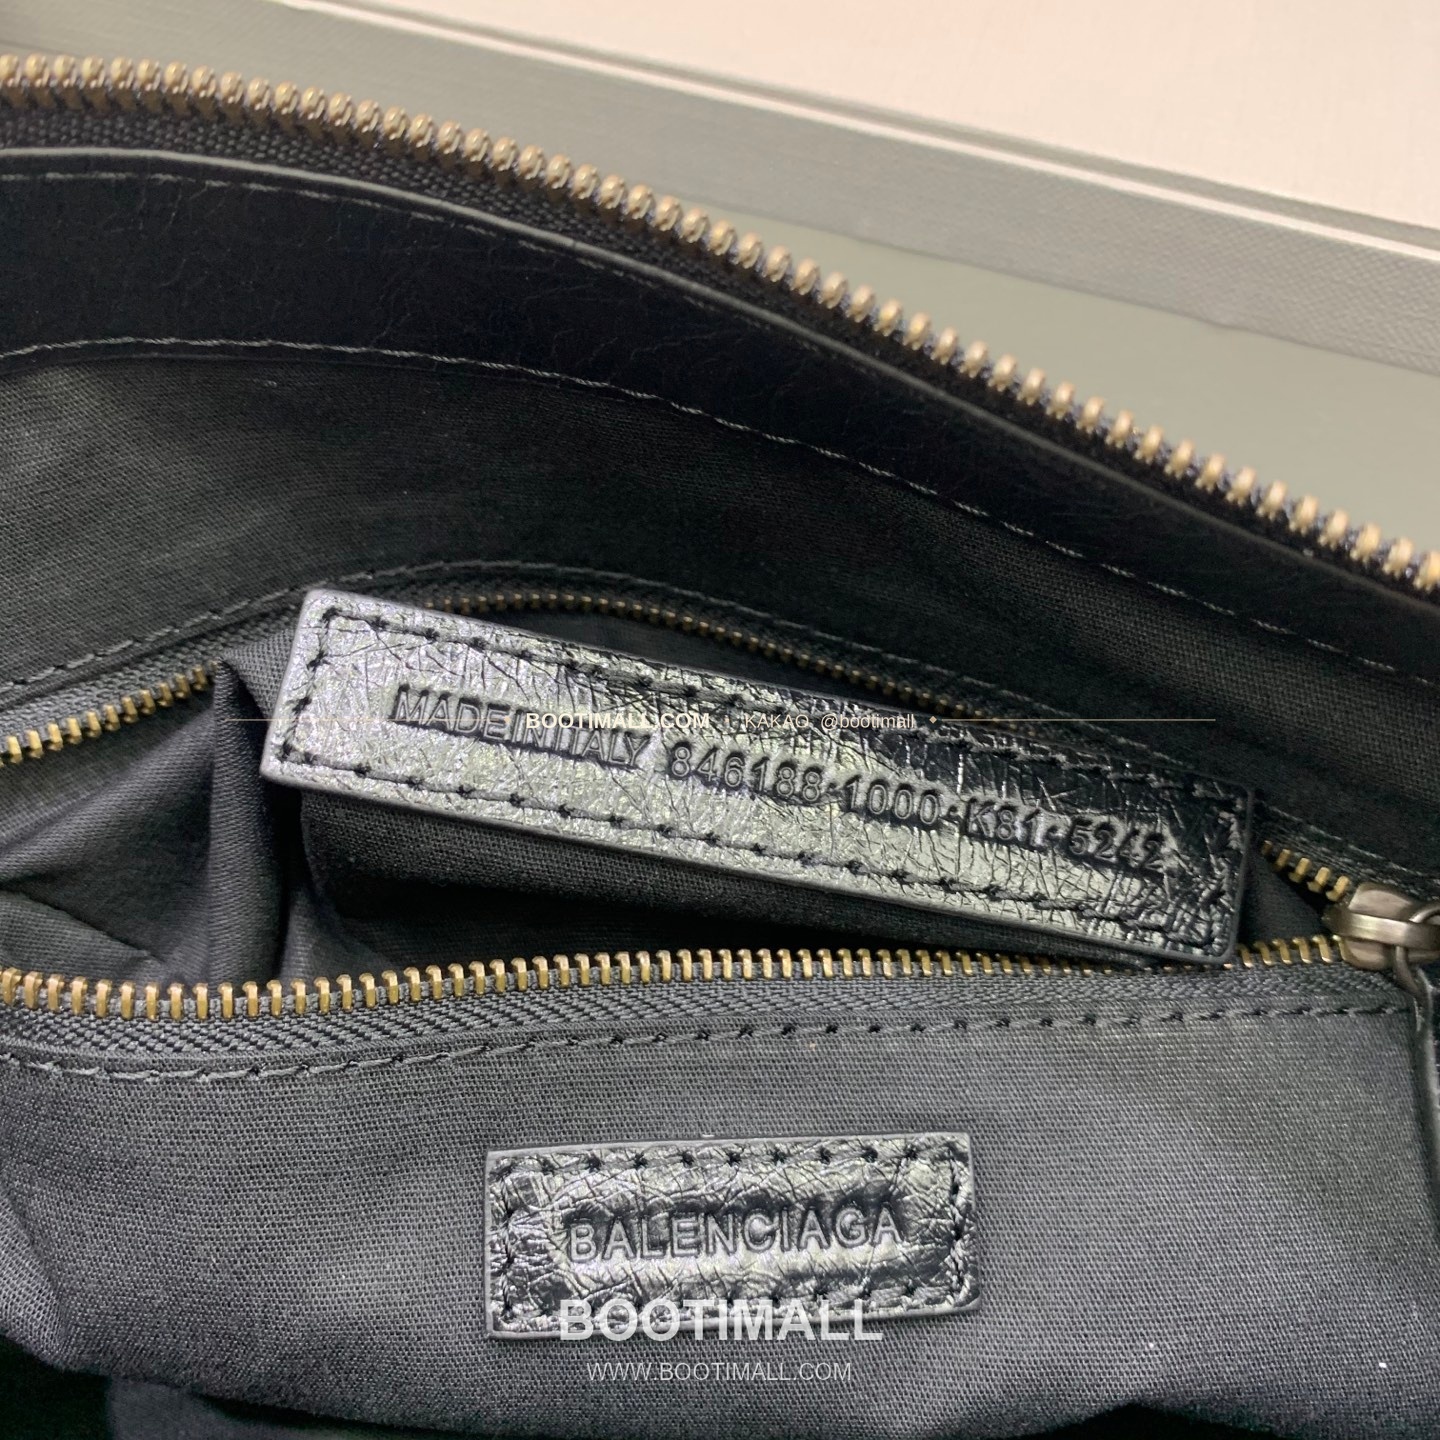 MADE IN ITALY 846188·1000·K81·5242
BOOTIMALL.COM • KAKAO @bootimall
BALENCIAGA
BOOTIMALL
WWW.BOOTIMALL.COM